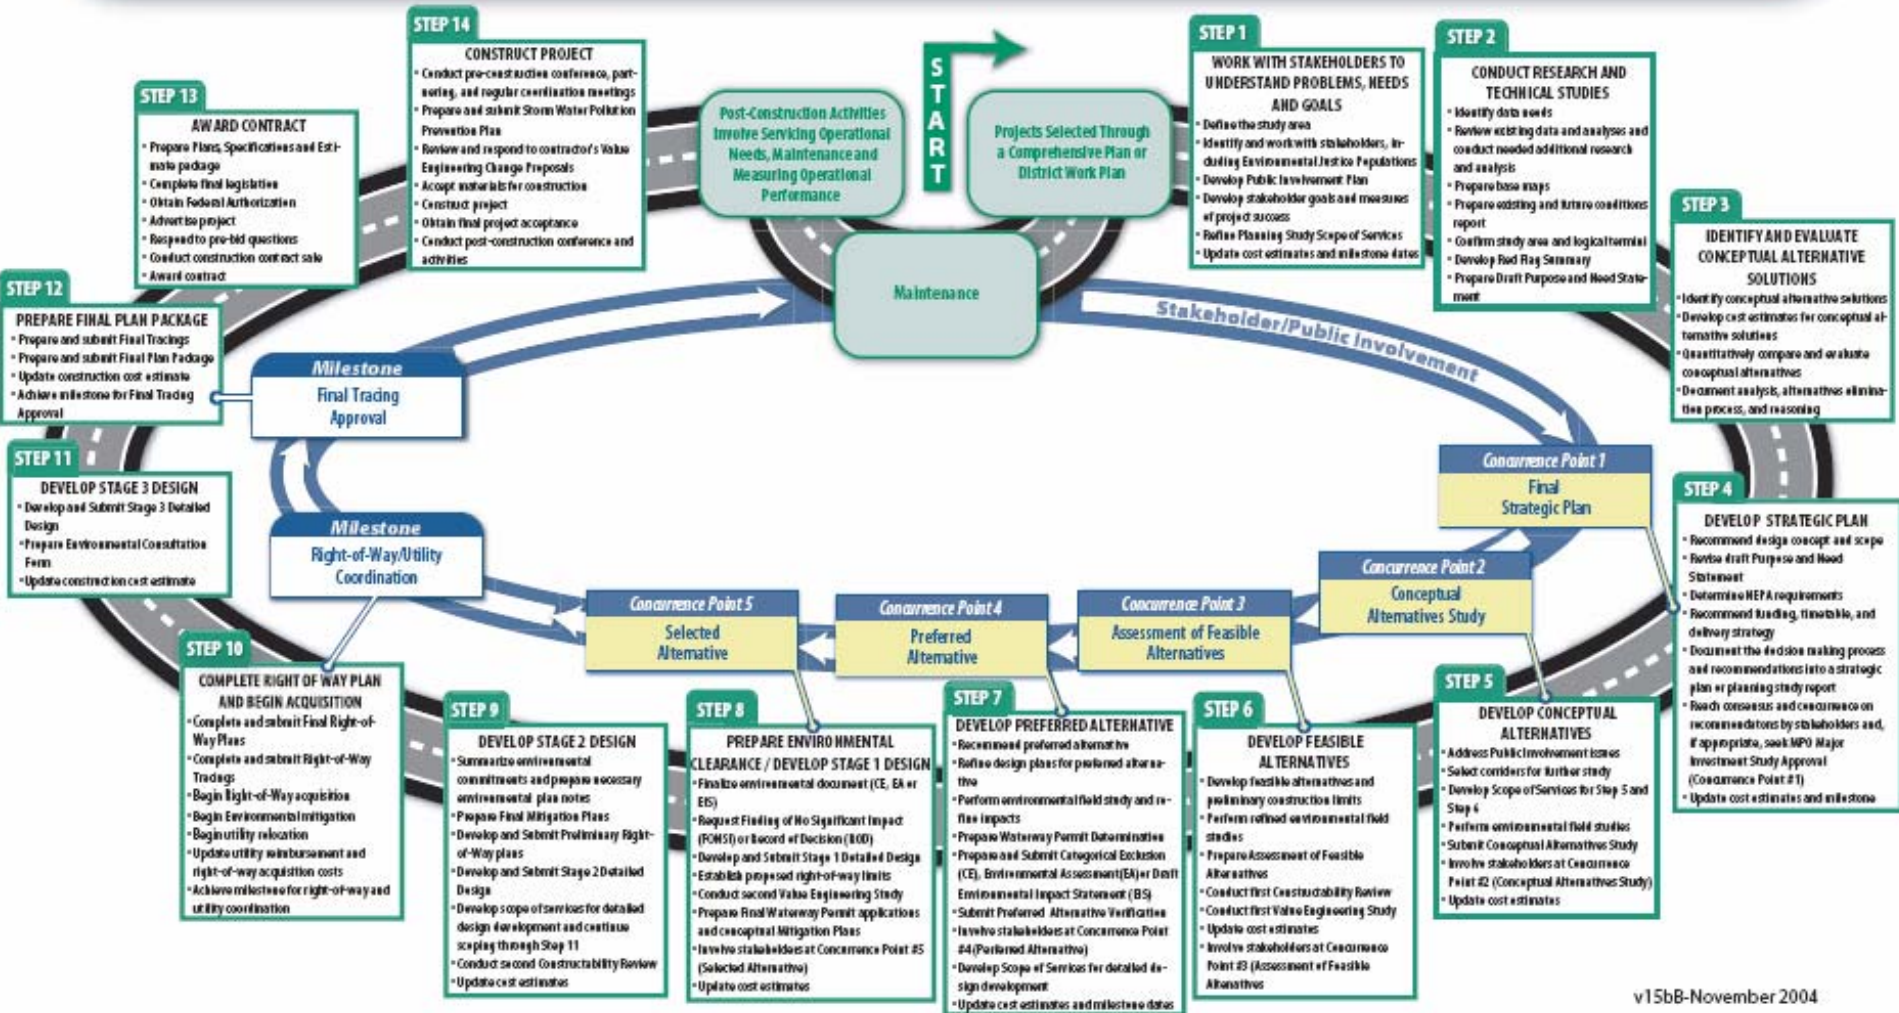 START
Projects Selected Through
a Comprehensive Plan or
District Work Plan
STEP 1
WORK WITH STAKEHOLDERS TO
UNDERSTAND PROBLEMS, NEEDS
AND GOALS
• Define the study area
• Identify and work with stakeholders, in-
cluding Environmental Justice Populations
• Develop Public Involvement Plan
• Develop stakeholder goals and measures
of project success
• Refine Planning Study Scope of Services
• Update cost estimates and milestone dates
STEP 2
CONDUCT RESEARCH AND
TECHNICAL STUDIES
• Identify data needs
• Review existing data and analyses and
conduct needed additional research
and analysis
• Prepare base maps
• Prepare existing and future conditions
report
• Confirm study area and logical termini
• Develop Red Flag Summary
• Prepare Draft Purpose and Need State-
ment
STEP 3
IDENTIFY AND EVALUATE
CONCEPTUAL ALTERNATIVE
SOLUTIONS
• Identify conceptual alternative solutions
• Develop cost estimates for conceptual al-
ternative solutions
• Quantitatively compare and evaluate
conceptual alternatives
• Document analysis, alternatives elimina-
tion process, and reasoning
STEP 4
DEVELOP STRATEGIC PLAN
• Recommend design concept and scope
• Revise draft Purpose and Need
Statement
• Determine NEPA requirements
• Recommend funding, timetable, and
delivery strategy
• Document the decision making process
and recommendations into a strategic
plan or planning study report
• Reach consensus and concurrence on
recommendatons by stakeholders and,
if appropriate, seek MPO Major
Investment Study Approval
(Concurrence Point #1)
• Update cost estimates and milestone
STEP 5
DEVELOP CONCEPTUAL
ALTERNATIVES
• Address Public Involvement issues
• Select corridors for further study
• Develop Scope of Services for Step 5 and
Step 6
• Perform environmental field studies
• Submit Conceptual Alternatives Study
• Involve stakeholders at Concurrence
Point #2 (Conceptual Alternatives Study)
• Update cost estimates
STEP 6
DEVELOP FEASIBLE
ALTERNATIVES
• Develop feasible alternatives and
preliminary construction limits
• Perform refined environmental field
studies
• Prepare Assessment of Feasible
Alternatives
• Conduct first Constructability Review
• Conduct first Value Engineering Study
• Update cost estimates
• Involve stakeholders at Concurrence
Point #3 (Assessment of Feasible
Altenatives
STEP 7
DEVELOP PREFERRED ALTERNATIVE
• Recommend preferred alternative
• Refine design plans for preferred alterna-
tive
• Perform environmental field study and re-
fine impacts
• Prepare Waterway Permit Determination
• Prepare and Submit Categorical Exclusion
(CE), Environmental Assessment(EA)or Draft
Environmental Impact Statement (EIS)
• Submit Preferred Alternative Verification
• Involve stakeholders at Concurrence Point
#4(Perferred Alternative)
• Develop Scope of Services for detailed de-
sign development
• Update cost estimates and milestone dates
STEP 8
PREPARE ENVIRONMENTAL
CLEARANCE / DEVELOP STAGE 1 DESIGN
• Finalize environmental document (CE, EA or
EIS)
• Request Finding of No Significant Impact
(FONSI) or Record of Decision (ROD)
• Develop and Submit Stage 1 Detailed Design
• Establish proposed right-of-way limits
• Conduct second Value Engineering Study
• Prepare Final Waterway Permit applications
and conceptual Mitigation Plans
• Involve stakeholders at Concurrence Point #5
(Selected Alternative)
• Update cost estimates
STEP 9
DEVELOP STAGE 2 DESIGN
• Summarize environmental
commitments and prepare necessary
environmental plan notes
• Prepare Final Mitigation Plans
• Develop and Submit Preliminary Right-
of-Way plans
• Develop and Submit Stage 2 Detailed
Design
• Develop scope of services for detailed
design development and continue
scoping through Step 11
• Conduct second Constructability Review
• Update cost estimates
STEP 10
COMPLETE RIGHT OF WAY PLAN
AND BEGIN ACQUISITION
• Complete and submit Final Right-of-
Way Plans
• Complete and submit Right-of-Way
Tracings
• Begin Right-of-Way acquisition
• Begin Environmental mitigation
• Begin utility relocation
• Update utility reimbursement and
right-of-way acquisition costs
• Achieve milestone for right-of-way and
utility coordination
STEP 11
DEVELOP STAGE 3 DESIGN
• Develop and Submit Stage 3 Detailed
Design
• Prepare Environmental Consultation
Form
• Update construction cost estimate
STEP 12
PREPARE FINAL PLAN PACKAGE
• Prepare and submit Final Tracings
• Prepare and submit Final Plan Package
• Update construction cost estimate
• Achieve milestone for Final Tracing
Approval
STEP 13
AWARD CONTRACT
• Prepare Plans, Specifications and Esti-
mate package
• Complete final legislation
• Obtain Federal Authorization
• Advertise project
• Respond to pre-bid questions
• Conduct construction contract sale
• Award contract
STEP 14
CONSTRUCT PROJECT
• Conduct pre-construction conference, part-
nering, and regular coordination meetings
• Prepare and submit Storm Water Pollution
Prevention Plan
• Review and respond to contractor's Value
Engineering Change Proposals
• Accept materials for construction
• Construct project
• Obtain final project acceptance
• Conduct post-construction conference and
activities
Post-Construction Activities
Involve Servicing Operational
Needs, Maintenance and
Measuring Operational
Performance
Maintenance
Stakeholder/Public Involvement
Concurrence Point 1
Final
Strategic Plan
Concurrence Point 2
Conceptual
Alternatives Study
Concurrence Point 3
Assessment of Feasible
Alternatives
Concurrence Point 4
Preferred
Alternative
Concurrence Point 5
Selected
Alternative
Milestone
Right-of-Way/Utility
Coordination
Milestone
Final Tracing
Approval
v15bB-November 2004